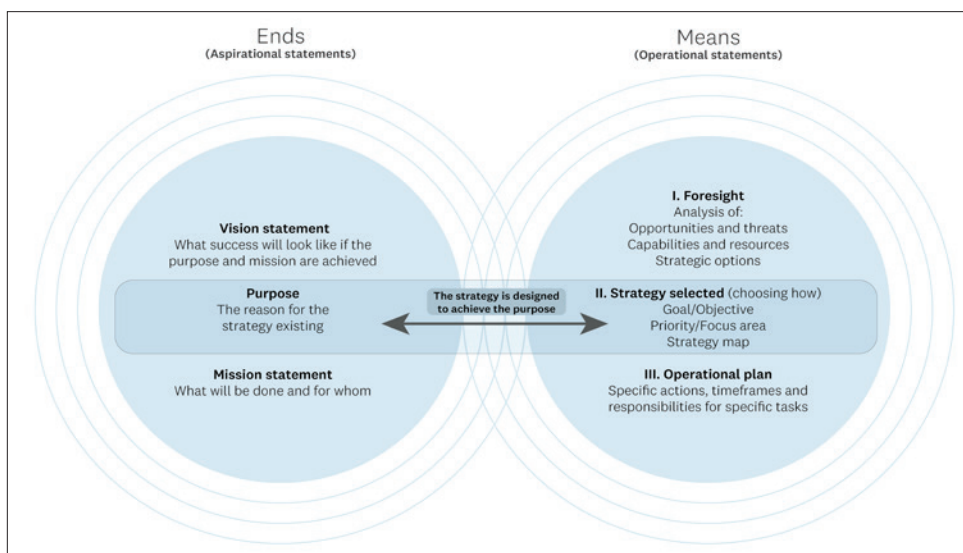 Ends
(Aspirational statements)
Means
(Operational statements)
Vision statement
What success will look like if the
purpose and mission are achieved
Purpose
The reason for the
strategy existing
Mission statement
What will be done and for whom
The strategy is designed
to achieve the purpose
I. Foresight
Analysis of:
Opportunities and threats
Capabilities and resources
Strategic options
II. Strategy selected (choosing how)
Goal/Objective
Priority/Focus area
Strategy map
III. Operational plan
Specific actions, timeframes and
responsibilities for specific tasks